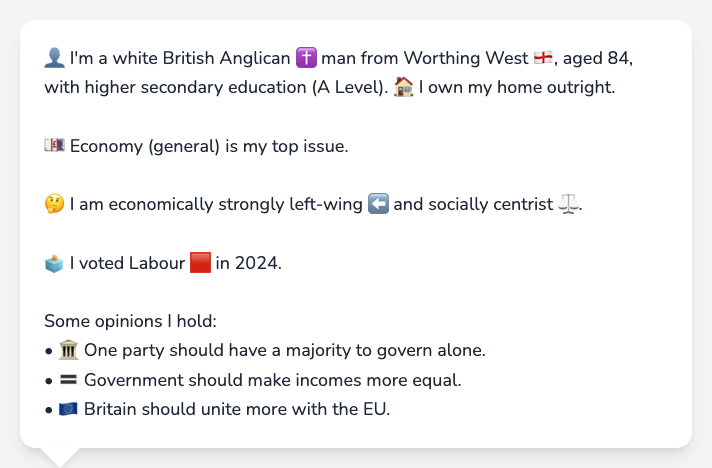 👤 I'm a white British Anglican ✝️ man from Worthing West 🏴󠁧󠁢󠁥󠁮󠁧󠁿, aged 84,
with higher secondary education (A Level). 🏠 I own my home outright.
💷 Economy (general) is my top issue.
🤔 I am economically strongly left-wing ⬅️ and socially centrist ⚖️.
🗳️ I voted Labour 🟥 in 2024.
Some opinions I hold:
• 🏛️ One party should have a majority to govern alone.
• 🟰 Government should make incomes more equal.
• 🇪🇺 Britain should unite more with the EU.